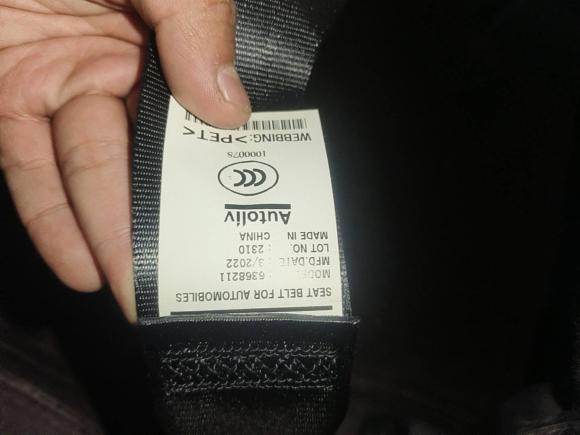 SEAT BELT FOR AUTOMOBILES
MODEL : 6368211
MFD.DATE : 3/2022
LOT NO. : 2310
MADE IN CHINA
Autoliv
CCC
1000078
WEBBING:>PET<